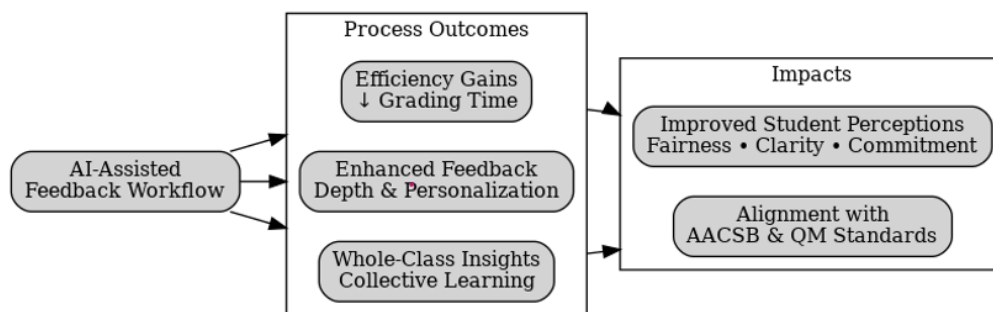 AI-Assisted
Feedback Workflow
Process Outcomes
Efficiency Gains
↓ Grading Time
Enhanced Feedback
Depth & Personalization
Whole-Class Insights
Collective Learning
Impacts
Improved Student Perceptions
Fairness • Clarity • Commitment
Alignment with
AACSB & QM Standards